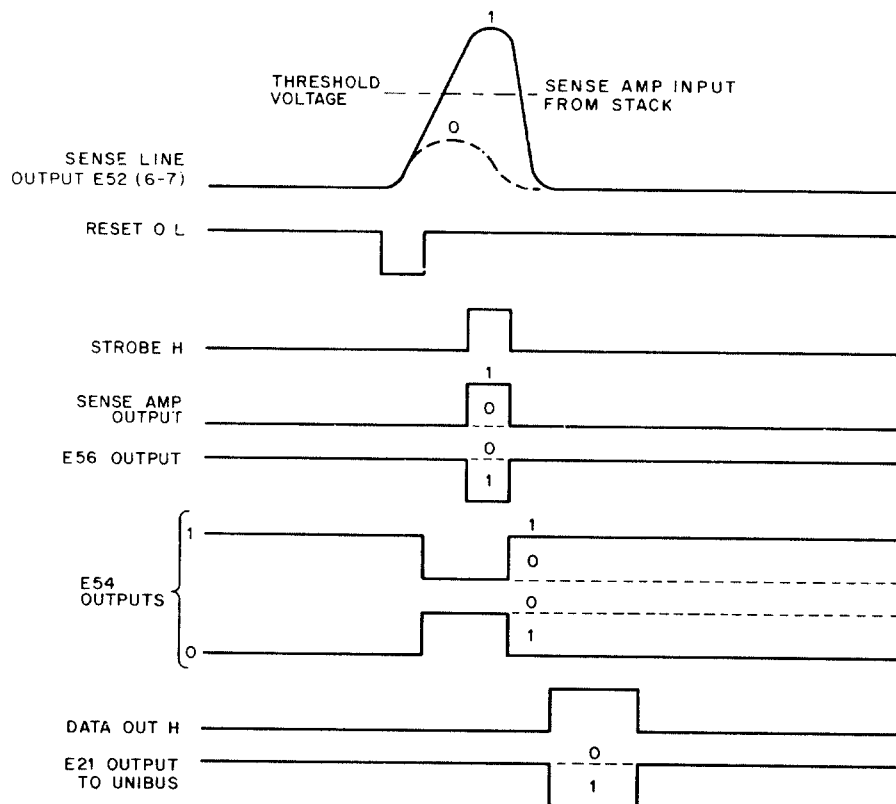 1
THRESHOLD
VOLTAGE
SENSE AMP INPUT
FROM STACK
0
SENSE LINE
OUTPUT E52 (6-7)
RESET 0 L
STROBE H
1
SENSE AMP
OUTPUT
0
0
E56 OUTPUT
1
1
1
0
E54
OUTPUTS
0
1
0
DATA OUT H
E21 OUTPUT
TO UNIBUS
0
1